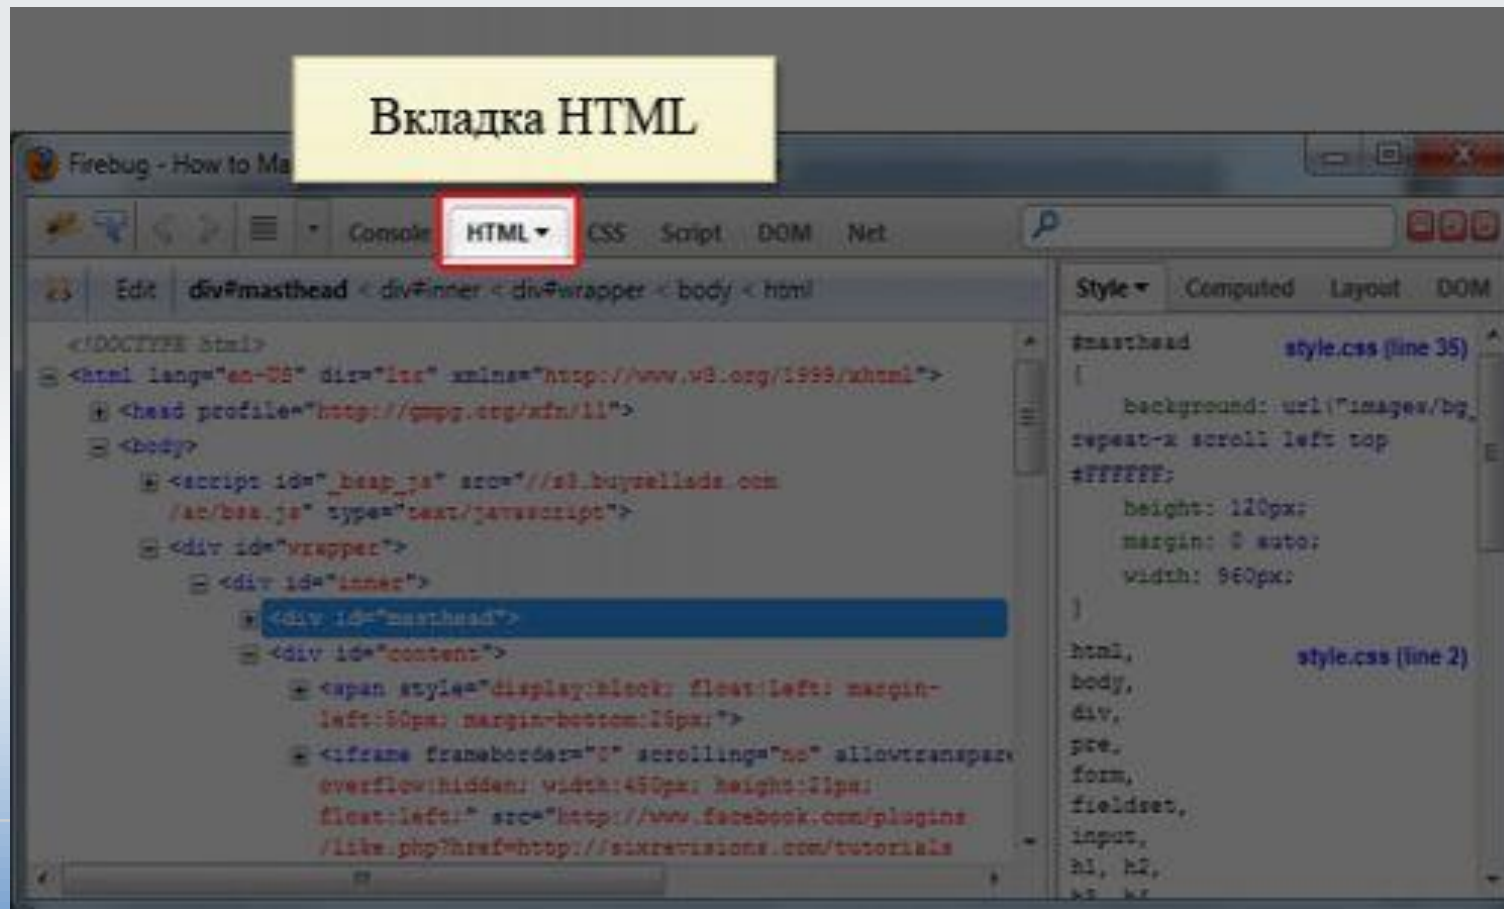 Вкладка HTML
Firebug - How to Ma
Console HTML CSS Script DOM Net
Edit div#masthead < div#inner < div#wrapper < body < html
Style Computed Layout DOM
<!DOCTYPE html>
<html lang="en-US" dir="ltr" xmlns="http://www.w3.org/1999/xhtml">
<head profile="http://gmpg.org/xfn/11">
<body>
<script id="_bsap_js" src="//s3.buysellads.com
/ac/bsa.js" type="text/javascript">
<div id="wrapper">
<div id="inner">
<div id="masthead">
<div id="content">
<span style="display:block; float:left; margin-
left:50px; margin-bottom:25px;">
<iframe frameborder="0" scrolling="no" allowtranspare
overflow:hidden; width:450px; height:21px;
float:left;" src="http://www.facebook.com/plugins
/like.php?href=http://sixrevisions.com/tutorials
#masthead style.css (line 35)
{
background: url("images/bg_
repeat-x scroll left top
#FFFFFF;
height: 120px;
margin: 0 auto;
width: 960px;
}
html, style.css (line 2)
body,
div,
pre,
form,
fieldset,
input,
h1, h2,